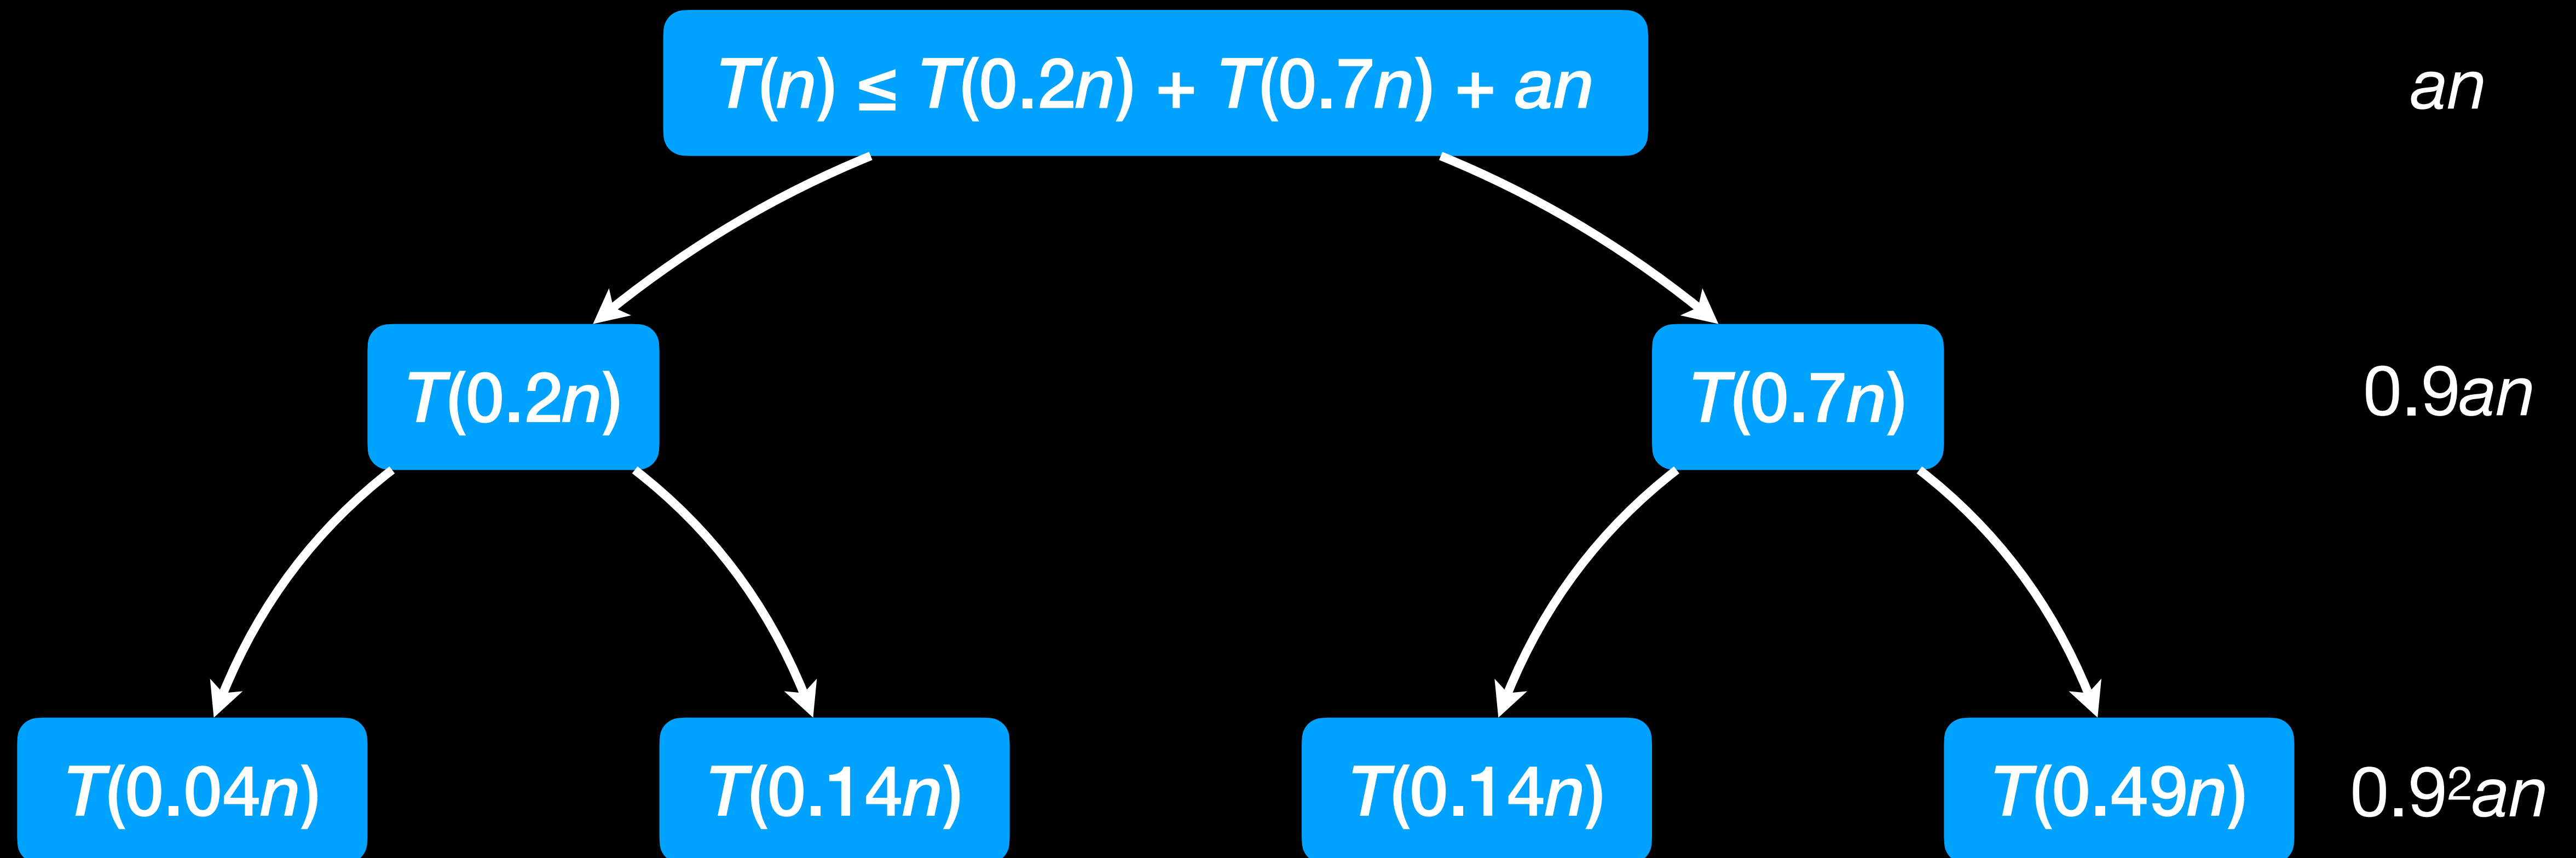 T(n) ≤ T(0.2n) + T(0.7n) + an
an
T(0.2n)
T(0.7n)
0.9an
T(0.04n)
T(0.14n)
T(0.14n)
T(0.49n)
0.9²an